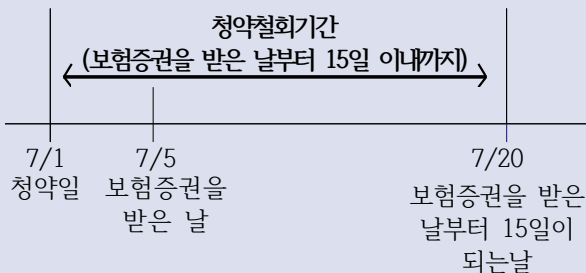 청약철회기간
(보험증권을 받은 날부터 15일 이내까지)
7/1
청약일
7/5
보험증권을
받은 날
7/20
보험증권을 받은
날부터 15일이
되는날